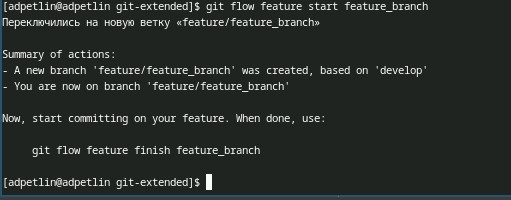 [adpetlin@adpetlin git-extended]$ git flow feature start feature_branch
Переключились на новую ветку «feature/feature_branch»
Summary of actions:
- A new branch 'feature/feature_branch' was created, based on 'develop'
- You are now on branch 'feature/feature_branch'
Now, start committing on your feature. When done, use:
git flow feature finish feature_branch
[adpetlin@adpetlin git-extended]$